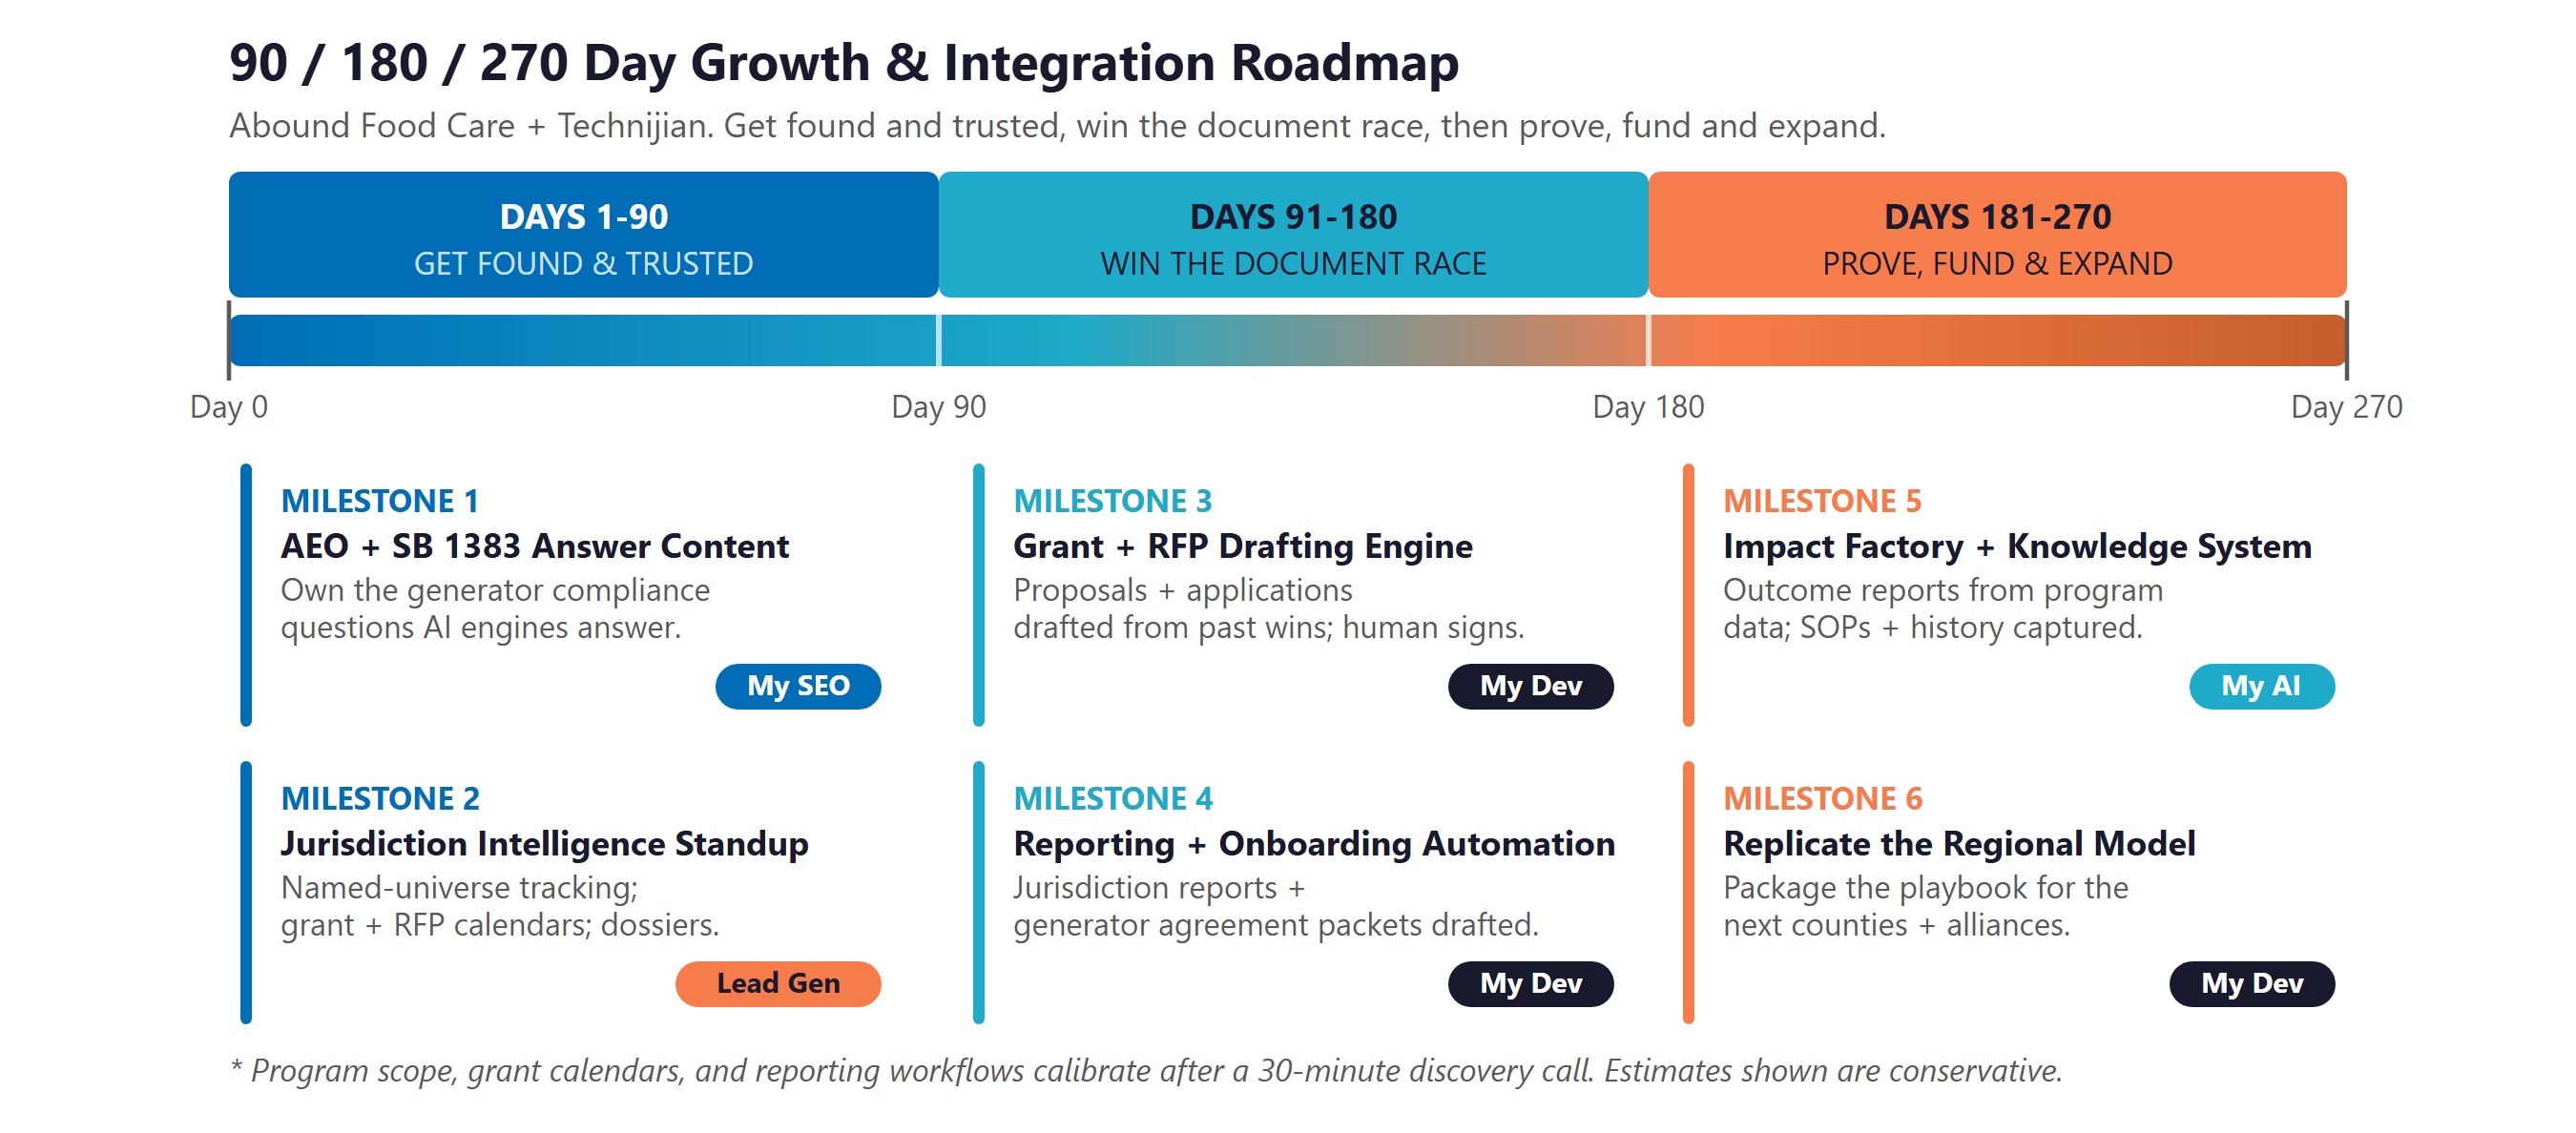 90 / 180 / 270 Day Growth & Integration Roadmap
Abound Food Care + Technijian. Get found and trusted, win the document race, then prove, fund and expand.
DAYS 1-90
GET FOUND & TRUSTED
DAYS 91-180
WIN THE DOCUMENT RACE
DAYS 181-270
PROVE, FUND & EXPAND
Day 0
Day 90
Day 180
Day 270
MILESTONE 1
AEO + SB 1383 Answer Content
Own the generator compliance
questions AI engines answer.
My SEO
MILESTONE 3
Grant + RFP Drafting Engine
Proposals + applications
drafted from past wins; human signs.
My Dev
MILESTONE 5
Impact Factory + Knowledge System
Outcome reports from program
data; SOPs + history captured.
My AI
MILESTONE 2
Jurisdiction Intelligence Standup
Named-universe tracking;
grant + RFP calendars; dossiers.
Lead Gen
MILESTONE 4
Reporting + Onboarding Automation
Jurisdiction reports +
generator agreement packets drafted.
My Dev
MILESTONE 6
Replicate the Regional Model
Package the playbook for the
next counties + alliances.
My Dev
* Program scope, grant calendars, and reporting workflows calibrate after a 30-minute discovery call. Estimates shown are conservative.